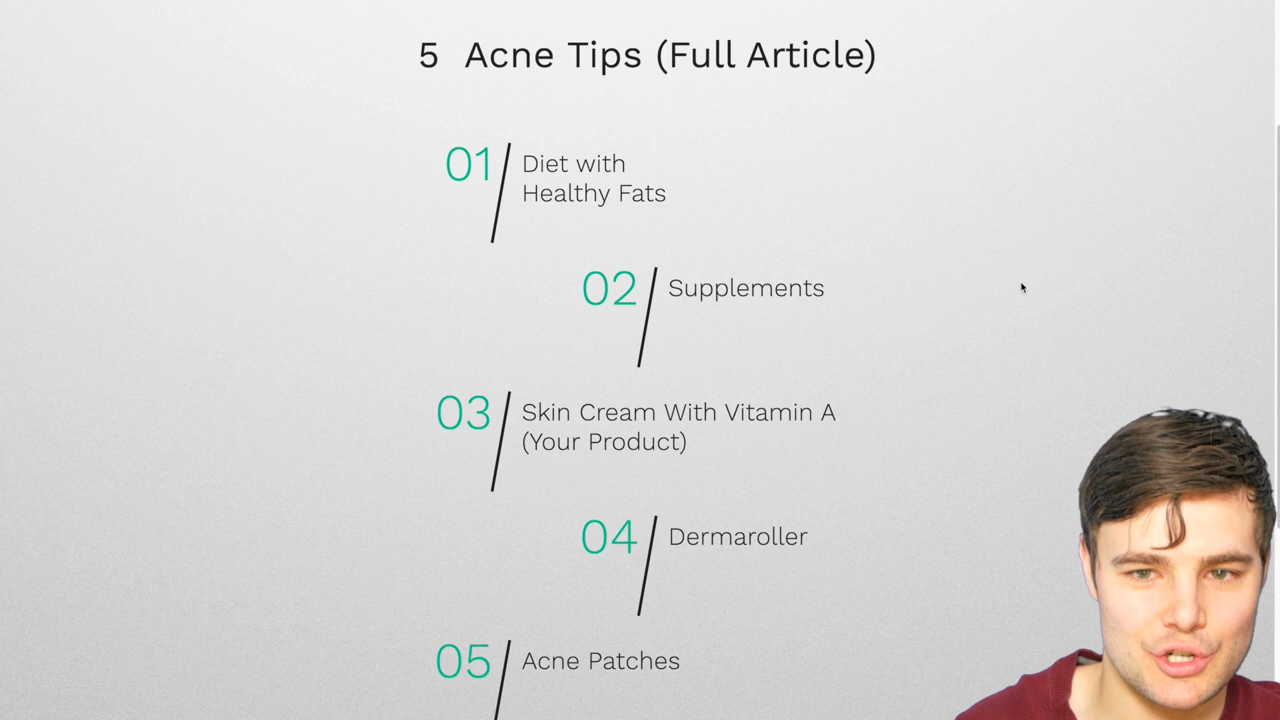 5 Acne Tips (Full Article)
01
Diet with
Healthy Fats
02
Supplements
03
Skin Cream With Vitamin A
(Your Product)
04
Dermaroller
05
Acne Patches